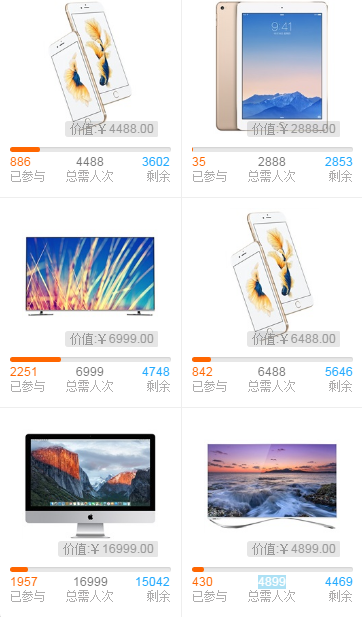 价值:￥4488.00
886 4488 3602
已参与 总需人次 剩余
4:49
价值:￥2888.00
35 2888 2853
已参与 总需人次 剩余
价值:￥6999.00
2251 6999 4748
已参与 总需人次 剩余
价值:￥6488.00
842 6488 5646
已参与 总需人次 剩余
价值:￥16999.00
1957 16999 15042
已参与 总需人次 剩余
价值:￥4899.00
430 4899 4469
已参与 总需人次 剩余